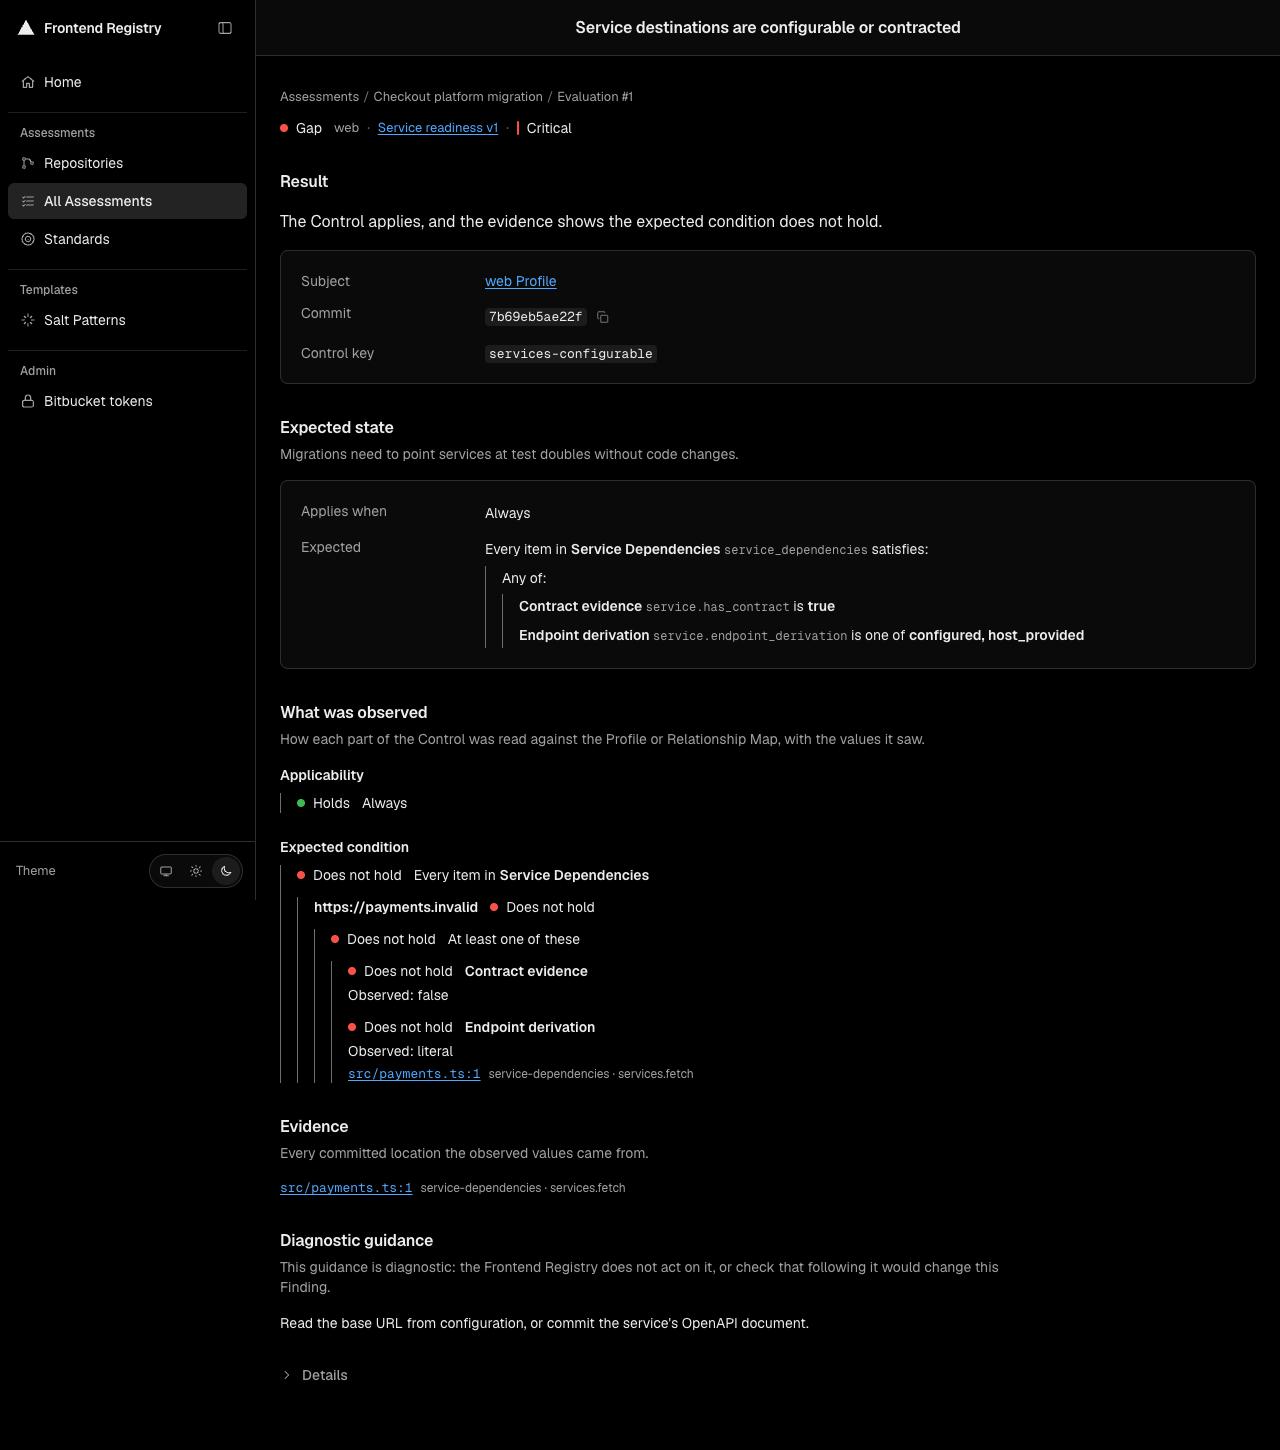 Frontend Registry
Service destinations are configurable or contracted
Home
Assessments
Repositories
All Assessments
Standards
Templates
Salt Patterns
Admin
Bitbucket tokens
Theme
Assessments / Checkout platform migration / Evaluation #1
Gap web · Service readiness v1 · Critical
Result
The Control applies, and the evidence shows the expected condition does not hold.
Subject web Profile
Commit 7b69eb5ae22f
Control key services-configurable
Expected state
Migrations need to point services at test doubles without code changes.
Applies when Always
Expected Every item in Service Dependencies service_dependencies satisfies:
Any of:
Contract evidence service.has_contract is true
Endpoint derivation service.endpoint_derivation is one of configured, host_provided
What was observed
How each part of the Control was read against the Profile or Relationship Map, with the values it saw.
Applicability
Holds Always
Expected condition
Does not hold Every item in Service Dependencies
https://payments.invalid Does not hold
Does not hold At least one of these
Does not hold Contract evidence
Observed: false
Does not hold Endpoint derivation
Observed: literal
src/payments.ts:1 service-dependencies · services.fetch
Evidence
Every committed location the observed values came from.
src/payments.ts:1 service-dependencies · services.fetch
Diagnostic guidance
This guidance is diagnostic: the Frontend Registry does not act on it, or check that following it would change this
Finding.
Read the base URL from configuration, or commit the service's OpenAPI document.
Details